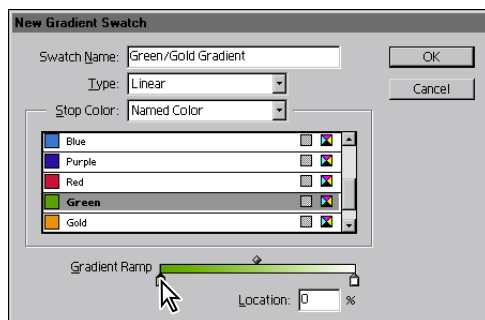 New Gradient Swatch
Swatch Name: Green/Gold Gradient
OK
Type: Linear
Cancel
Stop Color: Named Color
Blue
Purple
Red
Green
Gold
Gradient Ramp
Location: 0 %